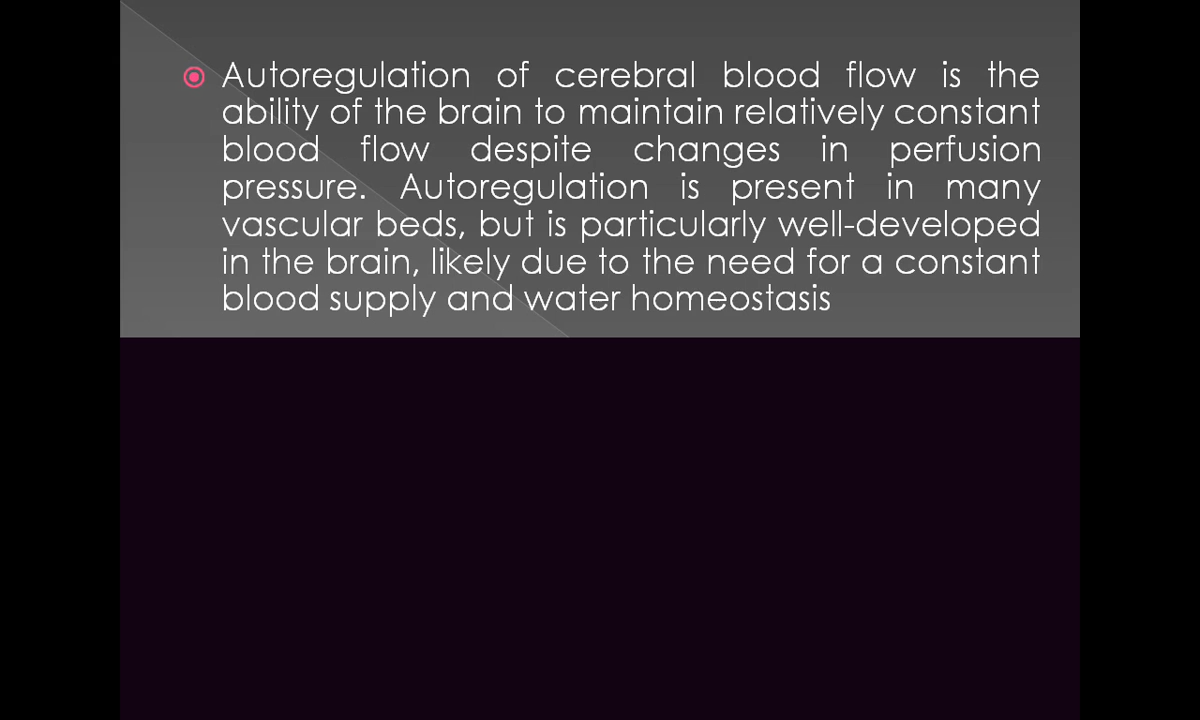 Autoregulation of cerebral blood flow is the
ability of the brain to maintain relatively constant
blood flow despite changes in perfusion
pressure. Autoregulation is present in many
vascular beds, but is particularly well-developed
in the brain, likely due to the need for a constant
blood supply and water homeostasis